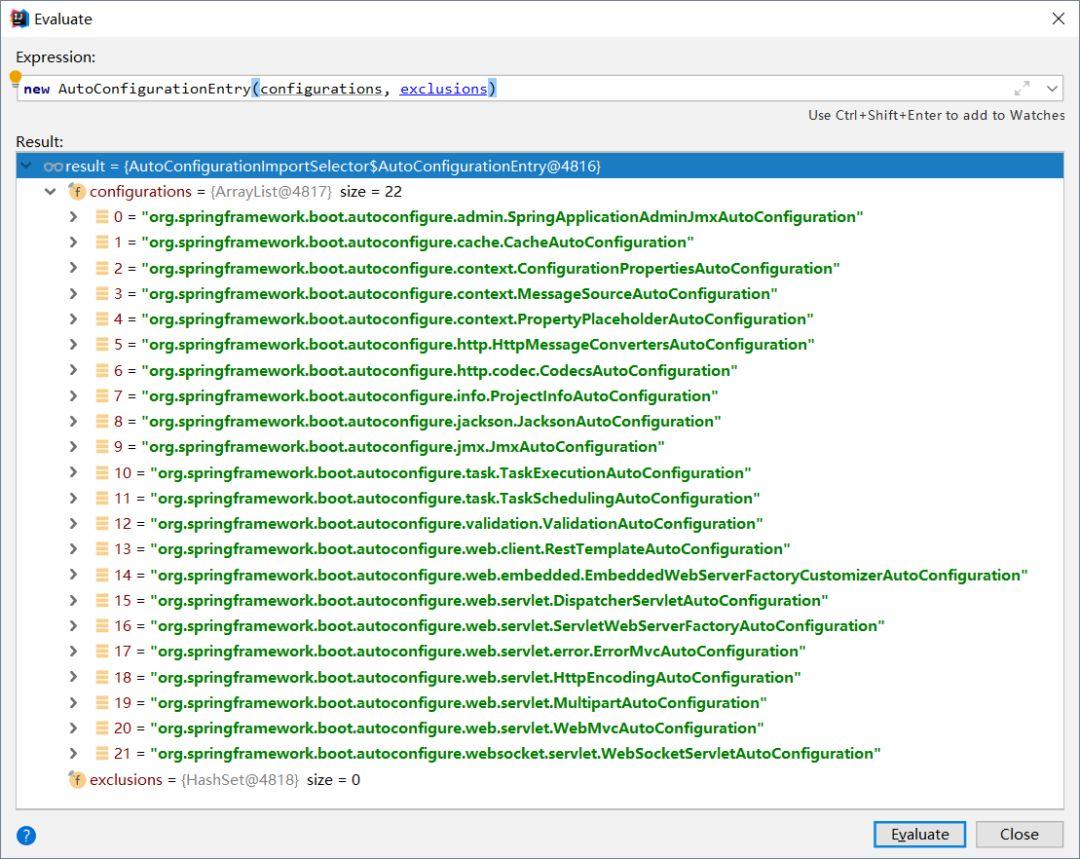 Evaluate
Expression:
new AutoConfigurationEntry(configurations, exclusions)
Use Ctrl+Shift+Enter to add to Watches
Result:
result = {AutoConfigurationImportSelector$AutoConfigurationEntry@4816}
configurations = {ArrayList@4817} size = 22
0 = "org.springframework.boot.autoconfigure.admin.SpringApplicationAdminJmxAutoConfiguration"
1 = "org.springframework.boot.autoconfigure.cache.CacheAutoConfiguration"
2 = "org.springframework.boot.autoconfigure.context.ConfigurationPropertiesAutoConfiguration"
3 = "org.springframework.boot.autoconfigure.context.MessageSourceAutoConfiguration"
4 = "org.springframework.boot.autoconfigure.context.PropertyPlaceholderAutoConfiguration"
5 = "org.springframework.boot.autoconfigure.http.HttpMessageConvertersAutoConfiguration"
6 = "org.springframework.boot.autoconfigure.http.codec.CodecsAutoConfiguration"
7 = "org.springframework.boot.autoconfigure.info.ProjectInfoAutoConfiguration"
8 = "org.springframework.boot.autoconfigure.jackson.JacksonAutoConfiguration"
9 = "org.springframework.boot.autoconfigure.jmx.JmxAutoConfiguration"
10 = "org.springframework.boot.autoconfigure.task.TaskExecutionAutoConfiguration"
11 = "org.springframework.boot.autoconfigure.task.TaskSchedulingAutoConfiguration"
12 = "org.springframework.boot.autoconfigure.validation.ValidationAutoConfiguration"
13 = "org.springframework.boot.autoconfigure.web.client.RestTemplateAutoConfiguration"
14 = "org.springframework.boot.autoconfigure.web.embedded.EmbeddedWebServerFactoryCustomizerAutoConfiguration"
15 = "org.springframework.boot.autoconfigure.web.servlet.DispatcherServletAutoConfiguration"
16 = "org.springframework.boot.autoconfigure.web.servlet.ServletWebServerFactoryAutoConfiguration"
17 = "org.springframework.boot.autoconfigure.web.servlet.error.ErrorMvcAutoConfiguration"
18 = "org.springframework.boot.autoconfigure.web.servlet.HttpEncodingAutoConfiguration"
19 = "org.springframework.boot.autoconfigure.web.servlet.MultipartAutoConfiguration"
20 = "org.springframework.boot.autoconfigure.web.servlet.WebMvcAutoConfiguration"
21 = "org.springframework.boot.autoconfigure.websocket.servlet.WebSocketServletAutoConfiguration"
exclusions = {HashSet@4818} size = 0
Evaluate Close